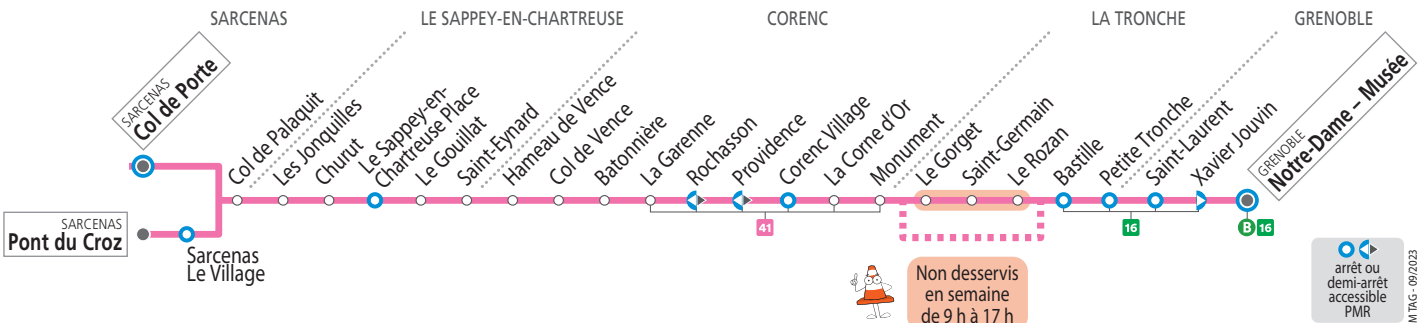 SARCENAS
LE SAPPEY-EN-CHARTREUSE
CORENC
LA TRONCHE
GRENOBLE
SARCENAS
Col de Porte
SARCENAS
Pont du Croz
Sarcenas
Le Village
Col de Palaquit
Les Jonquilles
Churut
Le Sappey-en-
Chartreuse Place
Le Gouillat
Saint-Eynard
Hameau de Vence
Col de Vence
Batonnière
La Garenne
Rochasson
Providence
Corenc Village
La Corne d'Or
Monument
Le Gorget
Saint-Germain
Le Rozan
Bastille
Petite Tronche
Saint-Laurent
Xavier Jouvin
GRENOBLE
Notre-Dame – Musée
41
16
B 16
Non desservis
en semaine
de 9 h à 17 h
arrêt ou
demi-arrêt
accessible
PMR
M TAG - 09/2023